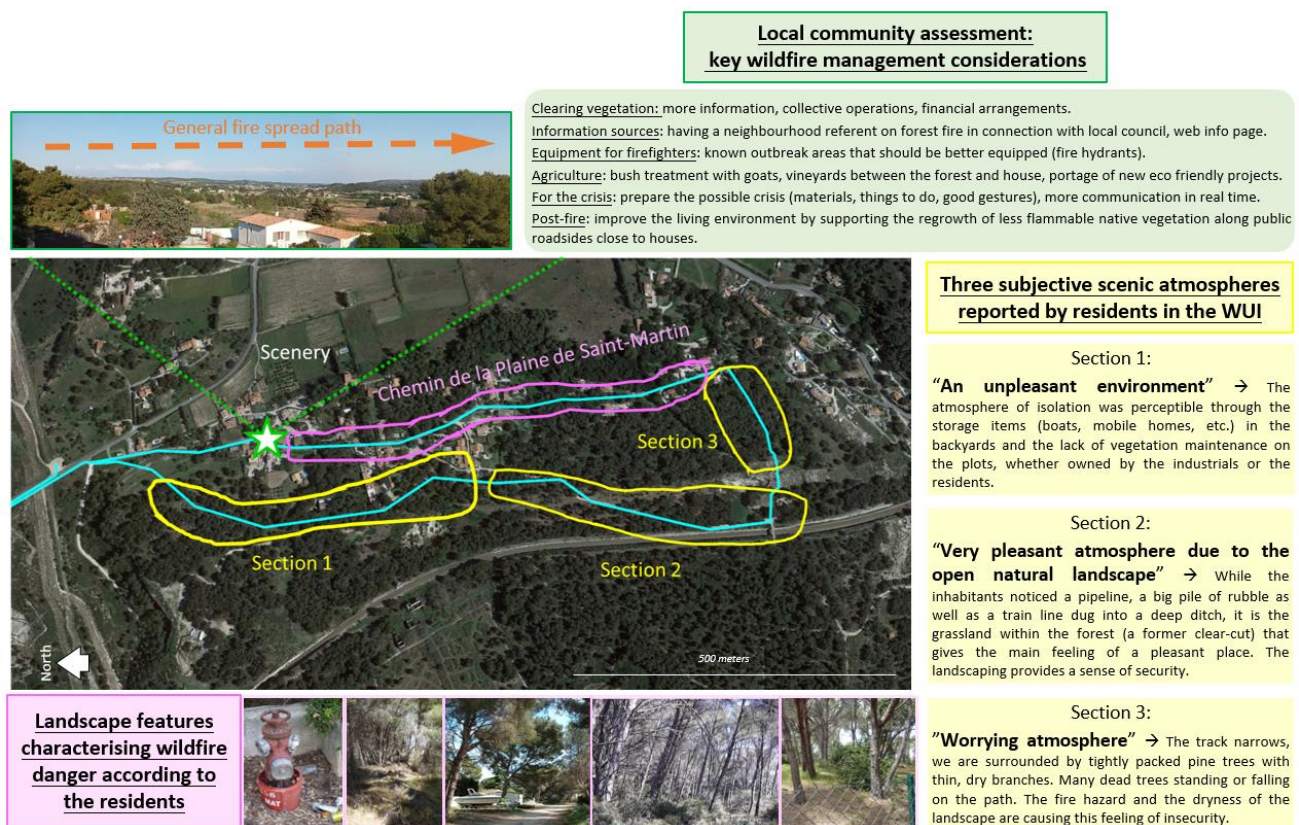 Local community assessment:
key wildfire management considerations
General fire spread path
Clearing vegetation: more information, collective operations, financial arrangements.
Information sources: having a neighbourhood referent on forest fire in connection with local council, web info page.
Equipment for firefighters: known outbreak areas that should be better equipped (fire hydrants).
Agriculture: bush treatment with goats, vineyards between the forest and house, portage of new eco friendly projects.
For the crisis: prepare the possible crisis (materials, things to do, good gestures), more communication in real time.
Post-fire: improve the living environment by supporting the regrowth of less flammable native vegetation along public
roadsides close to houses.
Scenery
Chemin de la Plaine de Saint-Martin
Section 3
Section 1
Section 2
North
500 meters
Three subjective scenic atmospheres
reported by residents in the WUI
Section 1:
“An unpleasant environment” → The
atmosphere of isolation was perceptible through the
storage items (boats, mobile homes, etc.) in the
backyards and the lack of vegetation maintenance on
the plots, whether owned by the industrials or the
residents.
Section 2:
“Very pleasant atmosphere due to the
open natural landscape” → While the
inhabitants noticed a pipeline, a big pile of rubble as
well as a train line dug into a deep ditch, it is the
grassland within the forest (a former clear-cut) that
gives the main feeling of a pleasant place. The
landscaping provides a sense of security.
Section 3:
“Worrying atmosphere” → The track narrows,
we are surrounded by tightly packed pine trees with
thin, dry branches. Many dead trees standing or falling
on the path. The fire hazard and the dryness of the
landscape are causing this feeling of insecurity.
Landscape features
characterising wildfire
danger according to
the residents